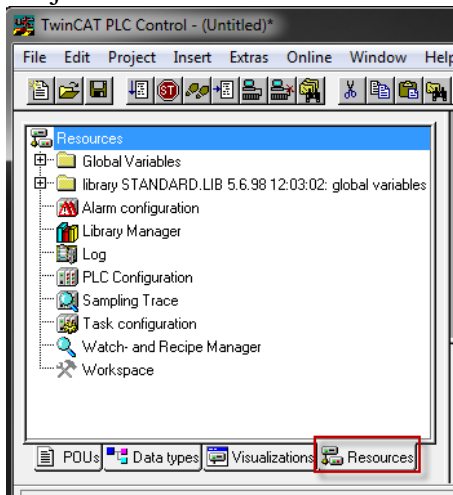 TwinCAT PLC Control - (Untitled)*
File Edit Project Insert Extras Online Window Help
Resources
Global Variables
library STANDARD.LIB 5.6.98 12:03:02: global variables
Alarm configuration
Library Manager
Log
PLC Configuration
Sampling Trace
Task configuration
Watch- and Recipe Manager
Workspace
POUs Data types Visualizations Resources